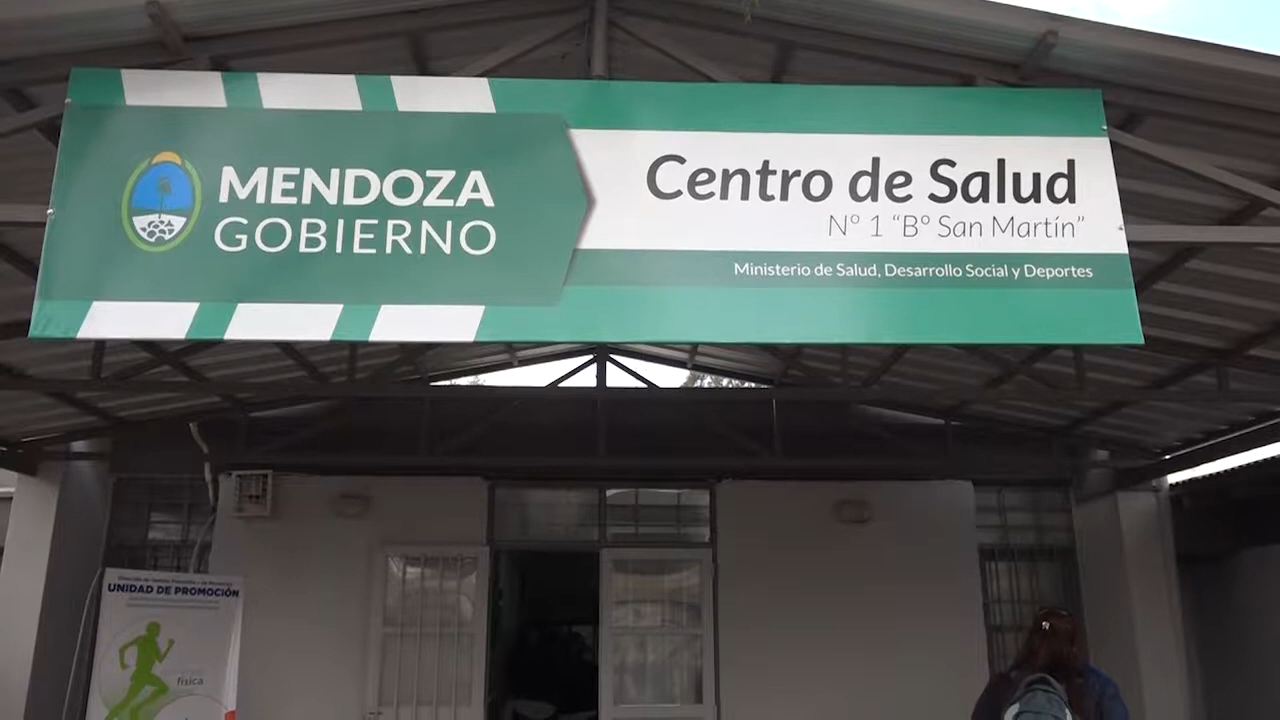 MENDOZA
GOBIERNO
Centro de Salud
N° 1 “B° San Martín”
Ministerio de Salud, Desarrollo Social y Deportes
UNIDAD DE PROMOCIÓN
física